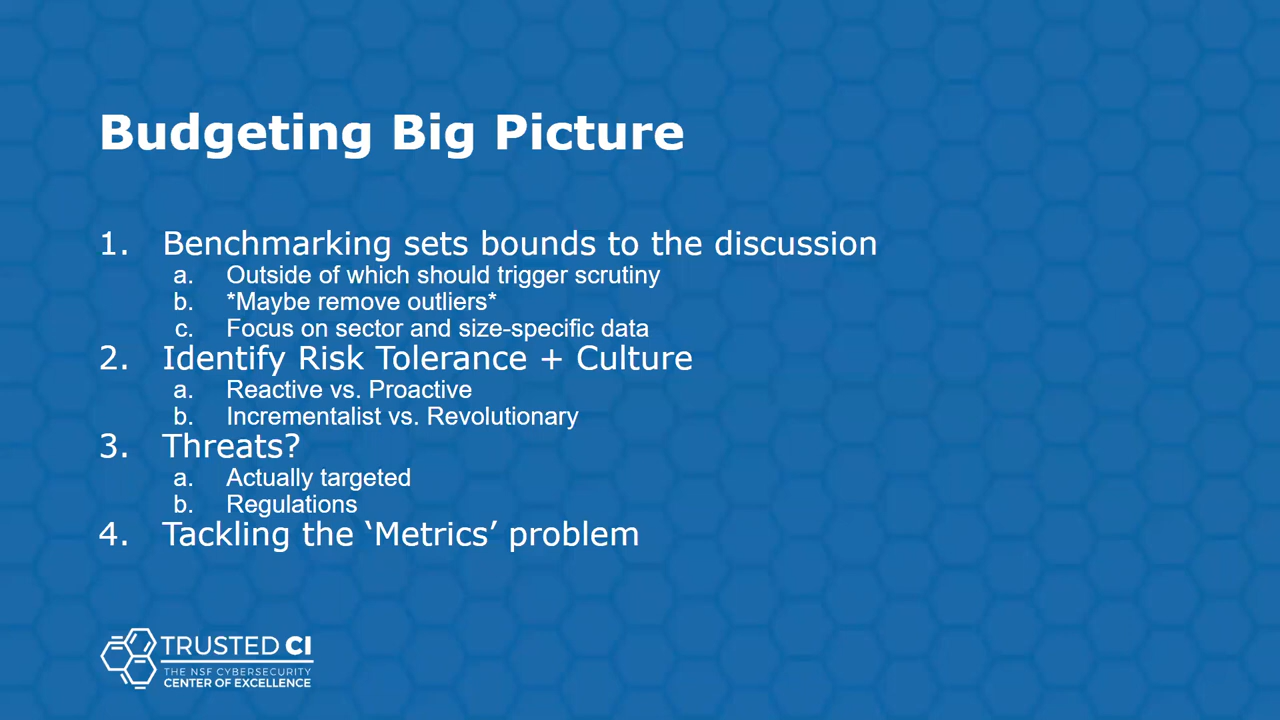 Budgeting Big Picture
1. Benchmarking sets bounds to the discussion
a. Outside of which should trigger scrutiny
b. *Maybe remove outliers*
c. Focus on sector and size-specific data
2. Identify Risk Tolerance + Culture
a. Reactive vs. Proactive
b. Incrementalist vs. Revolutionary
3. Threats?
a. Actually targeted
b. Regulations
4. Tackling the ‘Metrics’ problem
TRUSTED CI
THE NSF CYBERSECURITY
CENTER OF EXCELLENCE